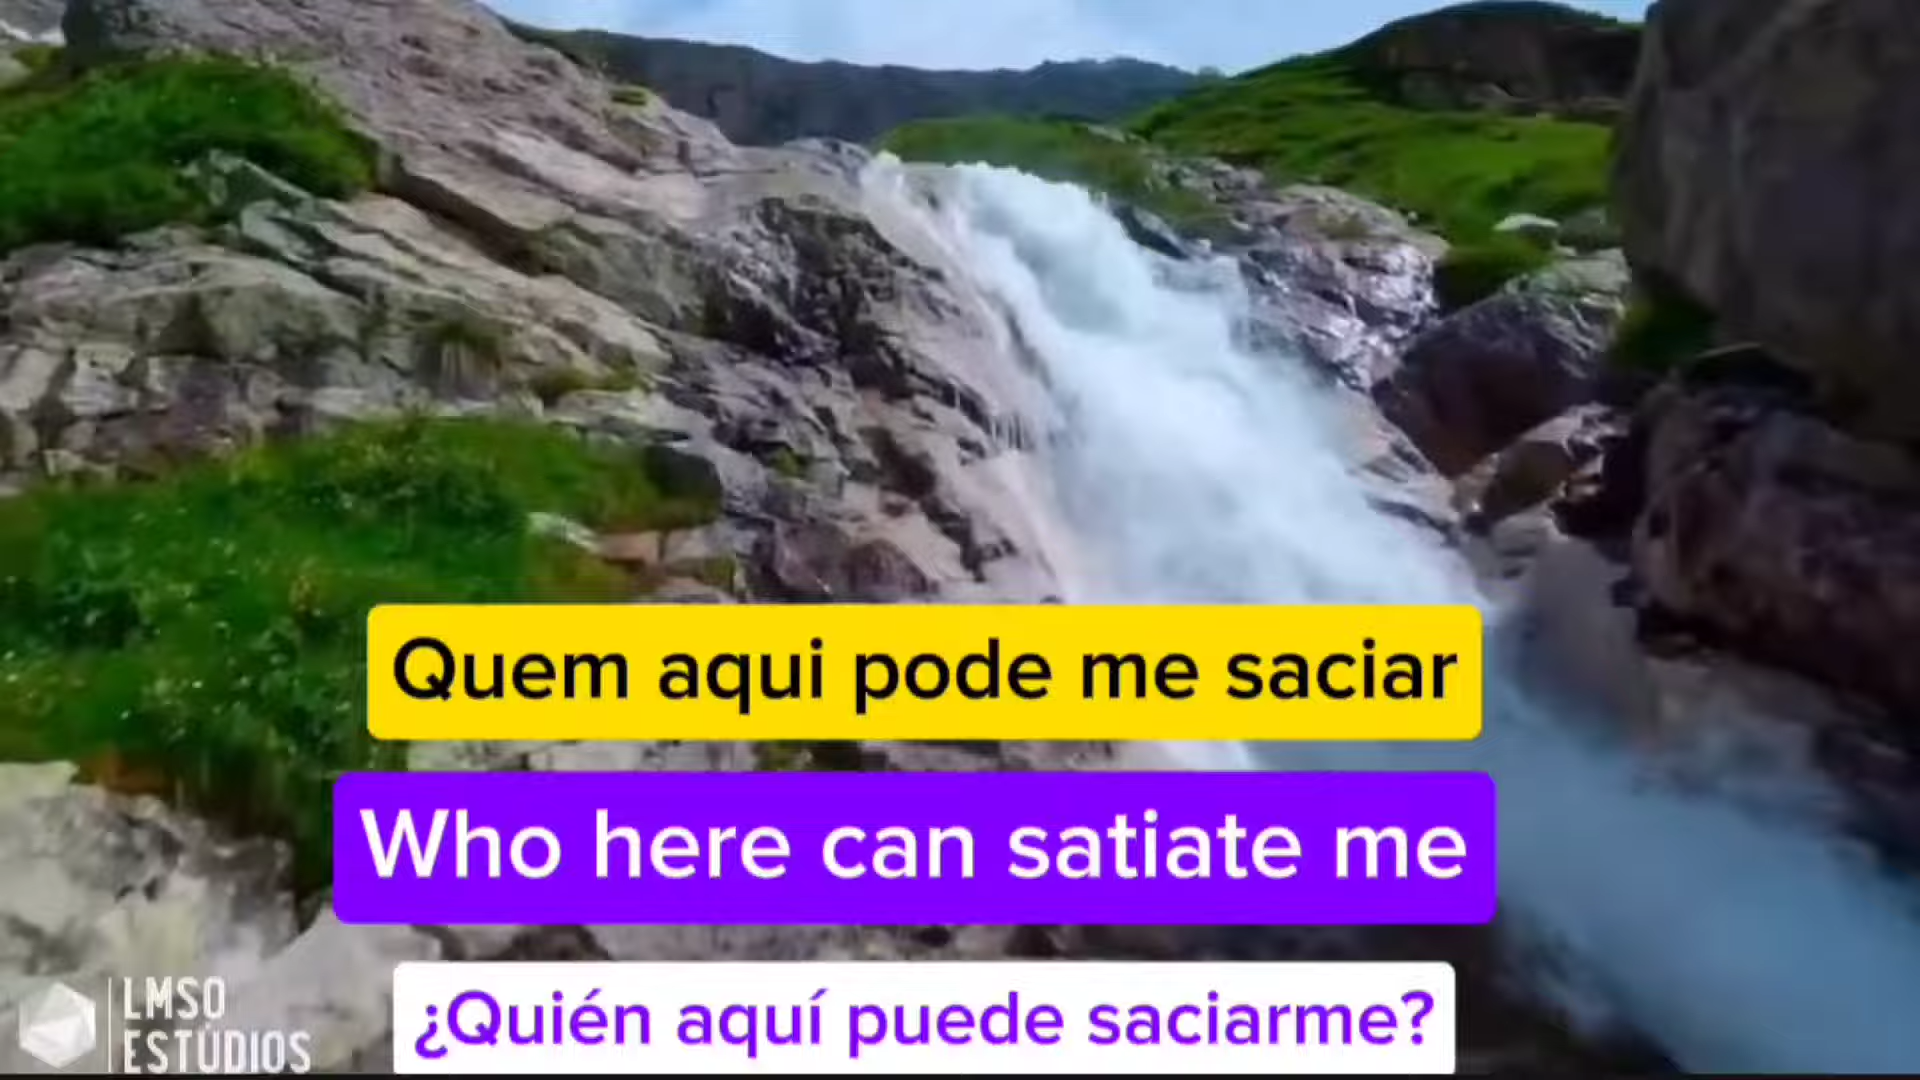 Quem aqui pode me saciar
Who here can satiate me
¿Quién aquí puede saciarme?
LMSO
ESTÚDIOS